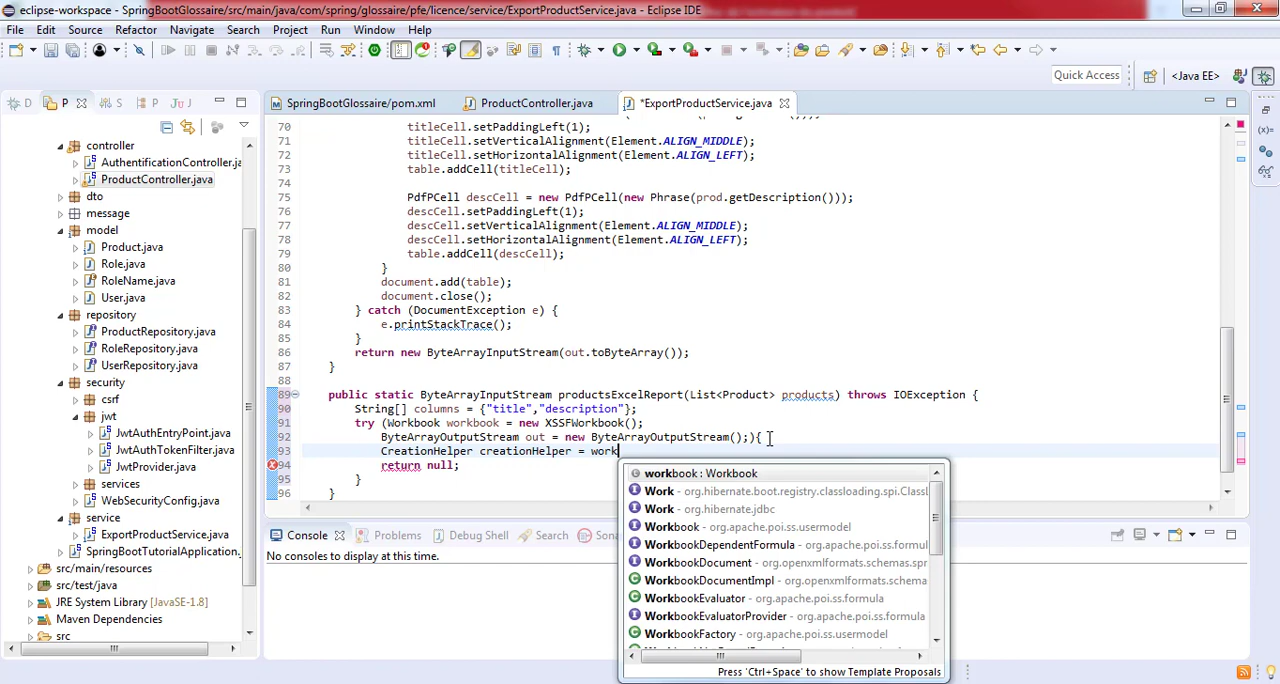 eclipse-workspace - SpringBootGlossaire/src/main/java/com/spring/glossaire/pfe/licence/service/ExportProductService.java - Eclipse IDE
File Edit Source Refactor Navigate Search Project Run Window Help
Quick Access
<Java EE>
D P S P Ju J
SpringBootGlossaire/pom.xml
ProductController.java
*ExportProductService.java
controller
AuthentificationController.ja
ProductController.java
dto
message
model
Product.java
Role.java
RoleName.java
User.java
repository
ProductRepository.java
RoleRepository.java
UserRepository.java
security
csrf
jwt
JwtAuthEntryPoint.java
JwtAuthTokenFilter.java
JwtProvider.java
services
WebSecurityConfig.java
service
ExportProductService.java
SpringBootTutorialApplication.
src/main/resources
src/test/java
JRE System Library [JavaSE-1.8]
Maven Dependencies
src
70 titleCell.setPaddingLeft(1);
71 titleCell.setVerticalAlignment(Element.ALIGN_MIDDLE);
72 titleCell.setHorizontalAlignment(Element.ALIGN_LEFT);
73 table.addCell(titleCell);
74
75 PdfPCell descCell = new PdfPCell(new Phrase(prod.getDescription()));
76 descCell.setPaddingLeft(1);
77 descCell.setVerticalAlignment(Element.ALIGN_MIDDLE);
78 descCell.setHorizontalAlignment(Element.ALIGN_LEFT);
79 table.addCell(descCell);
80 }
81 document.add(table);
82 document.close();
83 } catch (DocumentException e) {
84 e.printStackTrace();
85 }
86 return new ByteArrayInputStream(out.toByteArray());
87 }
88
89 public static ByteArrayInputStream productsExcelReport(List<Product> products) throws IOException {
90 String[] columns = {"title","description"};
91 try (Workbook workbook = new XSSFWorkbook();
92 ByteArrayOutputStream out = new ByteArrayOutputStream();){
93 CreationHelper creationHelper = work
94 return null;
95 }
96 }
workbook : Workbook
Work - org.hibernate.boot.registry.classloading.spi.Classl
Work - org.hibernate.jdbc
Workbook - org.apache.poi.ss.usermodel
WorkbookDependentFormula - org.apache.poi.ss.formul
WorkbookDocument - org.openxmlformats.schemas.spr
WorkbookDocumentImpl - org.openxmlformats.schema
WorkbookEvaluator - org.apache.poi.ss.formula
WorkbookEvaluatorProvider - org.apache.poi.ss.formula
WorkbookFactory - org.apache.poi.ss.usermodel
Press 'Ctrl+Space' to show Template Proposals
Console Problems Debug Shell Search Sona
No consoles to display at this time.